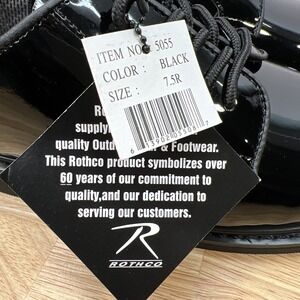 ITEM NO: 5055
COLOR: BLACK
SIZE: 7.5R
supply
quality Outd & Footwear.
This Rothco product symbolizes over
60 years of our commitment to
quality,and our dedication to
serving our customers.
R
ROTHCO